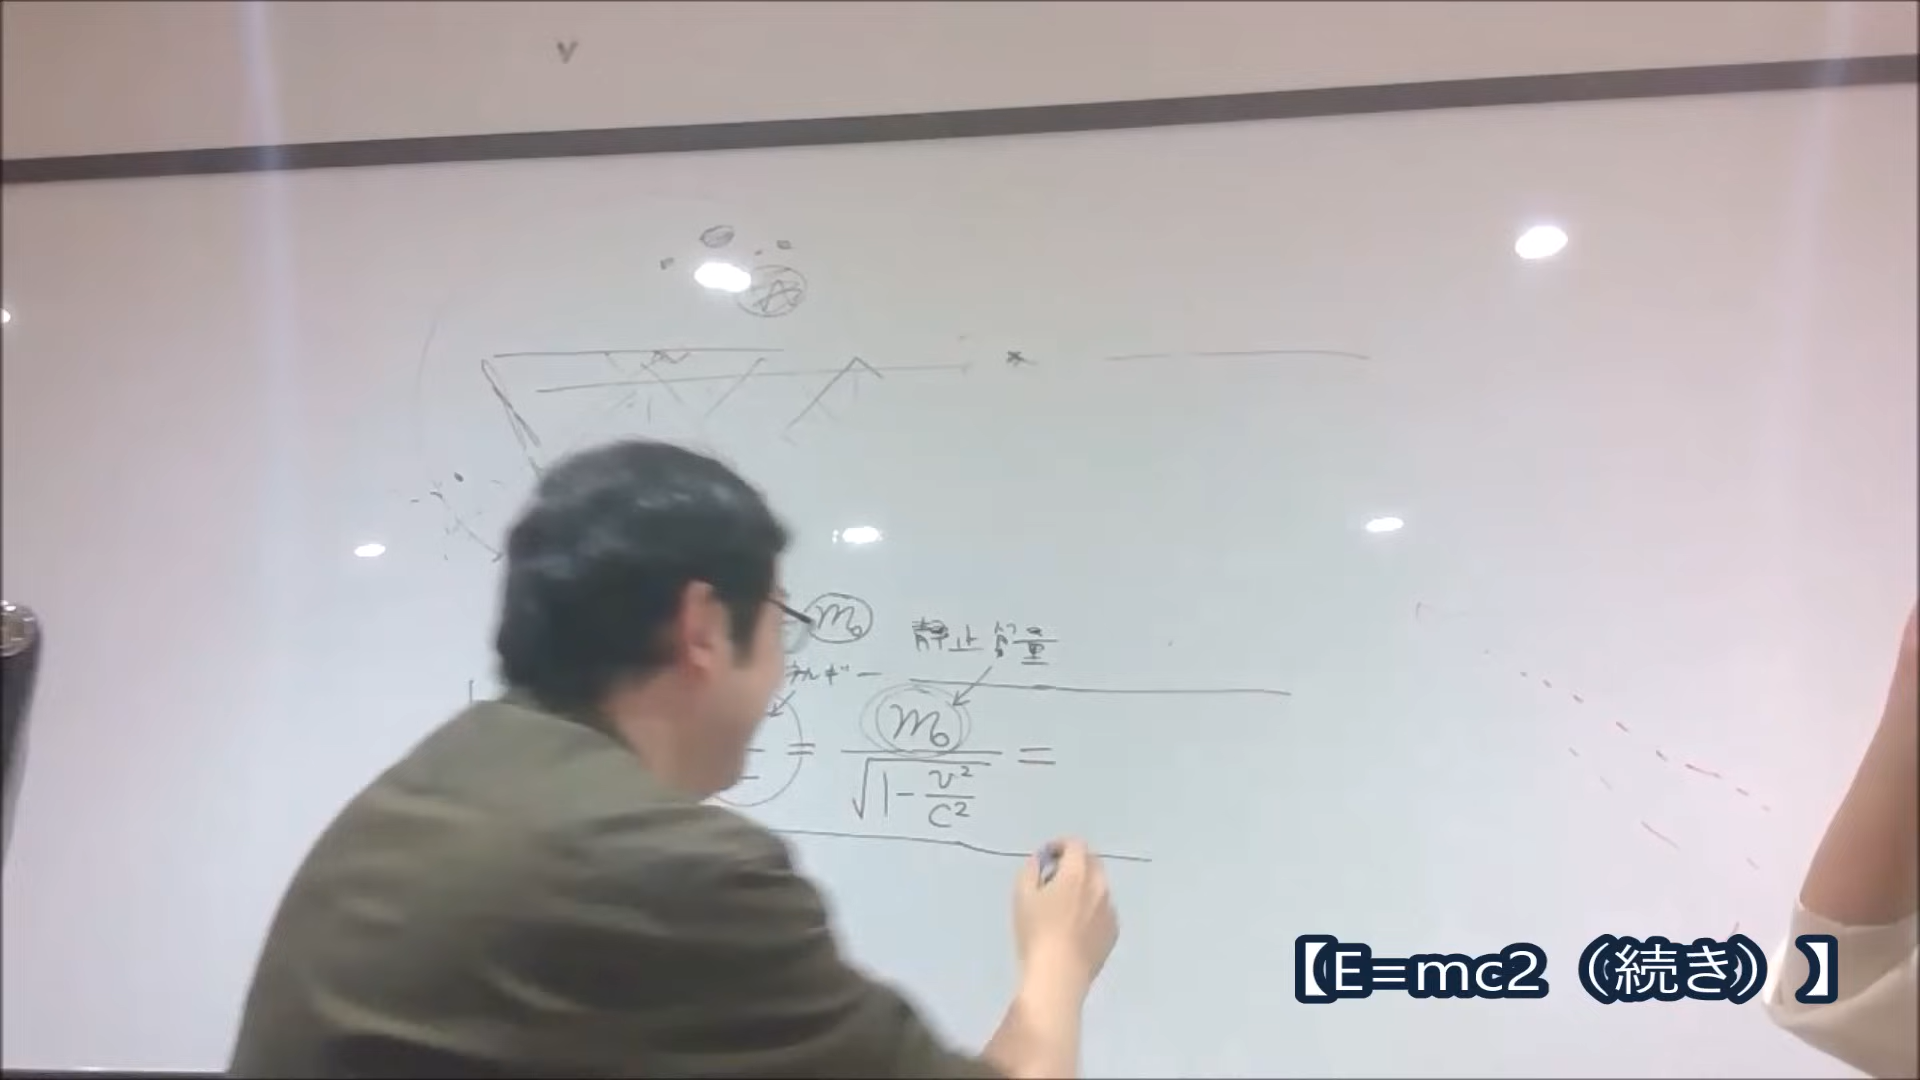 v
m₀ 静止質量
ネルギー
= m₀ / √(1 - v²/c²) =
【E=mc2（続き）】